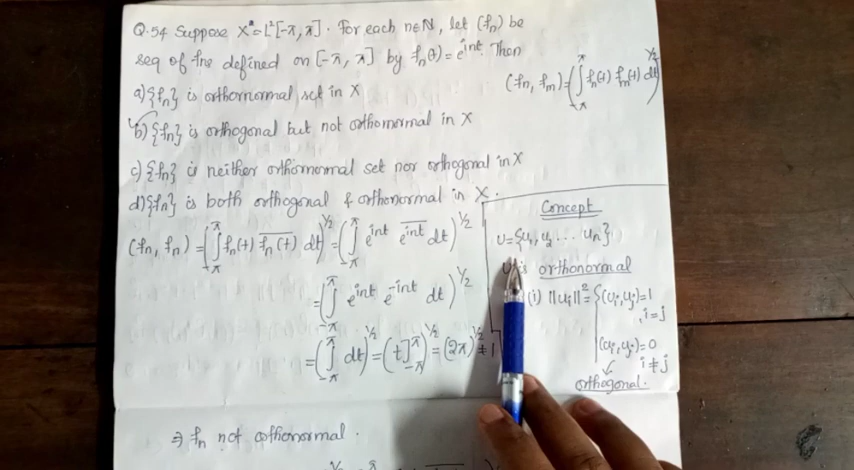 Q.54 Suppose X = L²[-π, π]. For each n∈N, let (fn) be
seq of fns defined on [-π, π] by fn(t) = e^int. Then
(fn, fm) = (∫_{-π}^{π} fn(t) fm(t) dt)^{1/2}
a) {fn} is orthornormal set in X
b) {fn} is orthogonal but not orthonormal in X
c) {fn} is neither orthonormal set nor orthogonal in X
d) {fn} is both orthogonal & orthonormal in X.
(fn, fn) = (∫_{-π}^{π} fn(t) \overline{fn(t)} dt)^{1/2} = (∫_{-π}^{π} e^int \overline{e^int} dt)^{1/2}
= (∫_{-π}^{π} e^int e^-int dt)^{1/2}
= (∫_{-π}^{π} dt)^{1/2} = (t]_{-π}^{π})^{1/2} = (2π)^{1/2} ≠ 1
⇒ fn not orthonormal.
Concept
U = {u1, u2 ... un}
is orthonormal
(i) ||ui||² = { (ui, uj) = 1
, i = j
(ui, uj) = 0
i ≠ j
orthogonal.